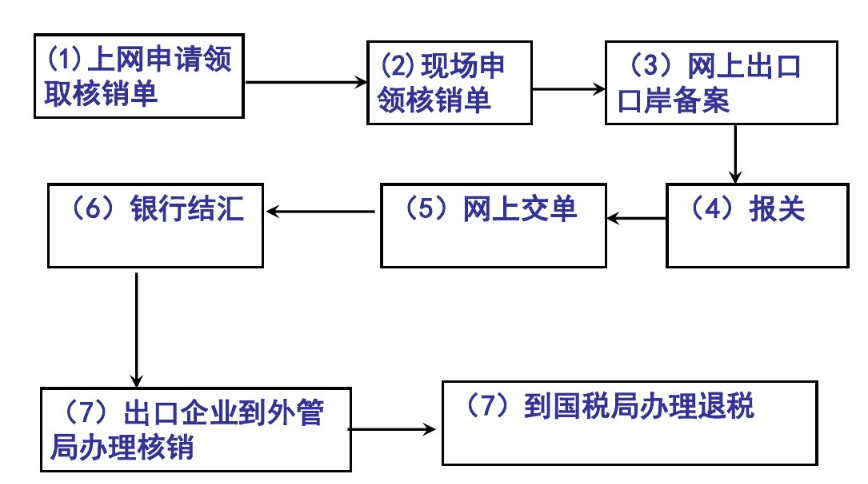 (1)上网申请领
取核销单
(2)现场申
领核销单
（3）网上出口
口岸备案
（4）报关
（5）网上交单
（6）银行结汇
（7）出口企业到外管
局办理核销
（7）到国税局办理退税